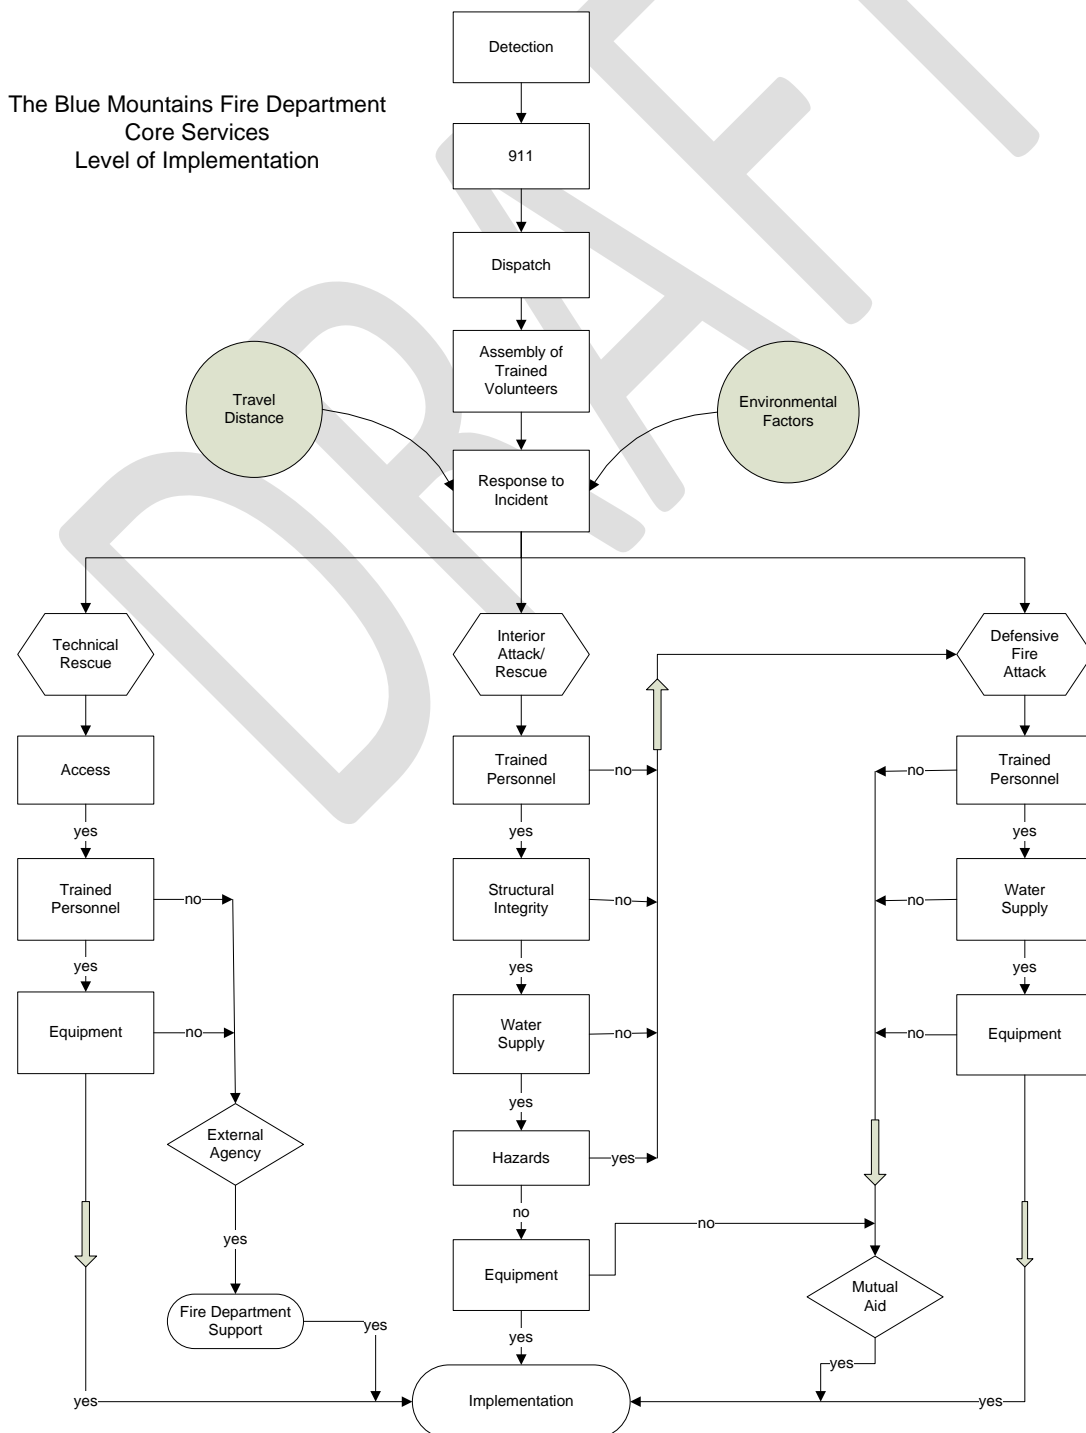 Detection
The Blue Mountains Fire Department
Core Services
Level of Implementation
911
Dispatch
Assembly of
Trained
Volunteers
Travel
Distance
Environmental
Factors
Response to
Incident
Technical
Rescue
Interior
Attack/
Rescue
Defensive
Fire
Attack
Access
Trained
Personnel
no
no
Trained
Personnel
yes
yes
yes
Trained
Personnel
no
Structural
Integrity
no
no
Water
Supply
yes
yes
yes
Equipment
no
Water
Supply
no
no
Equipment
yes
External
Agency
Hazards
yes
no
yes
no
Equipment
Mutual
Aid
Fire Department
Support
yes
yes
yes
yes
Implementation
yes
DRAFT